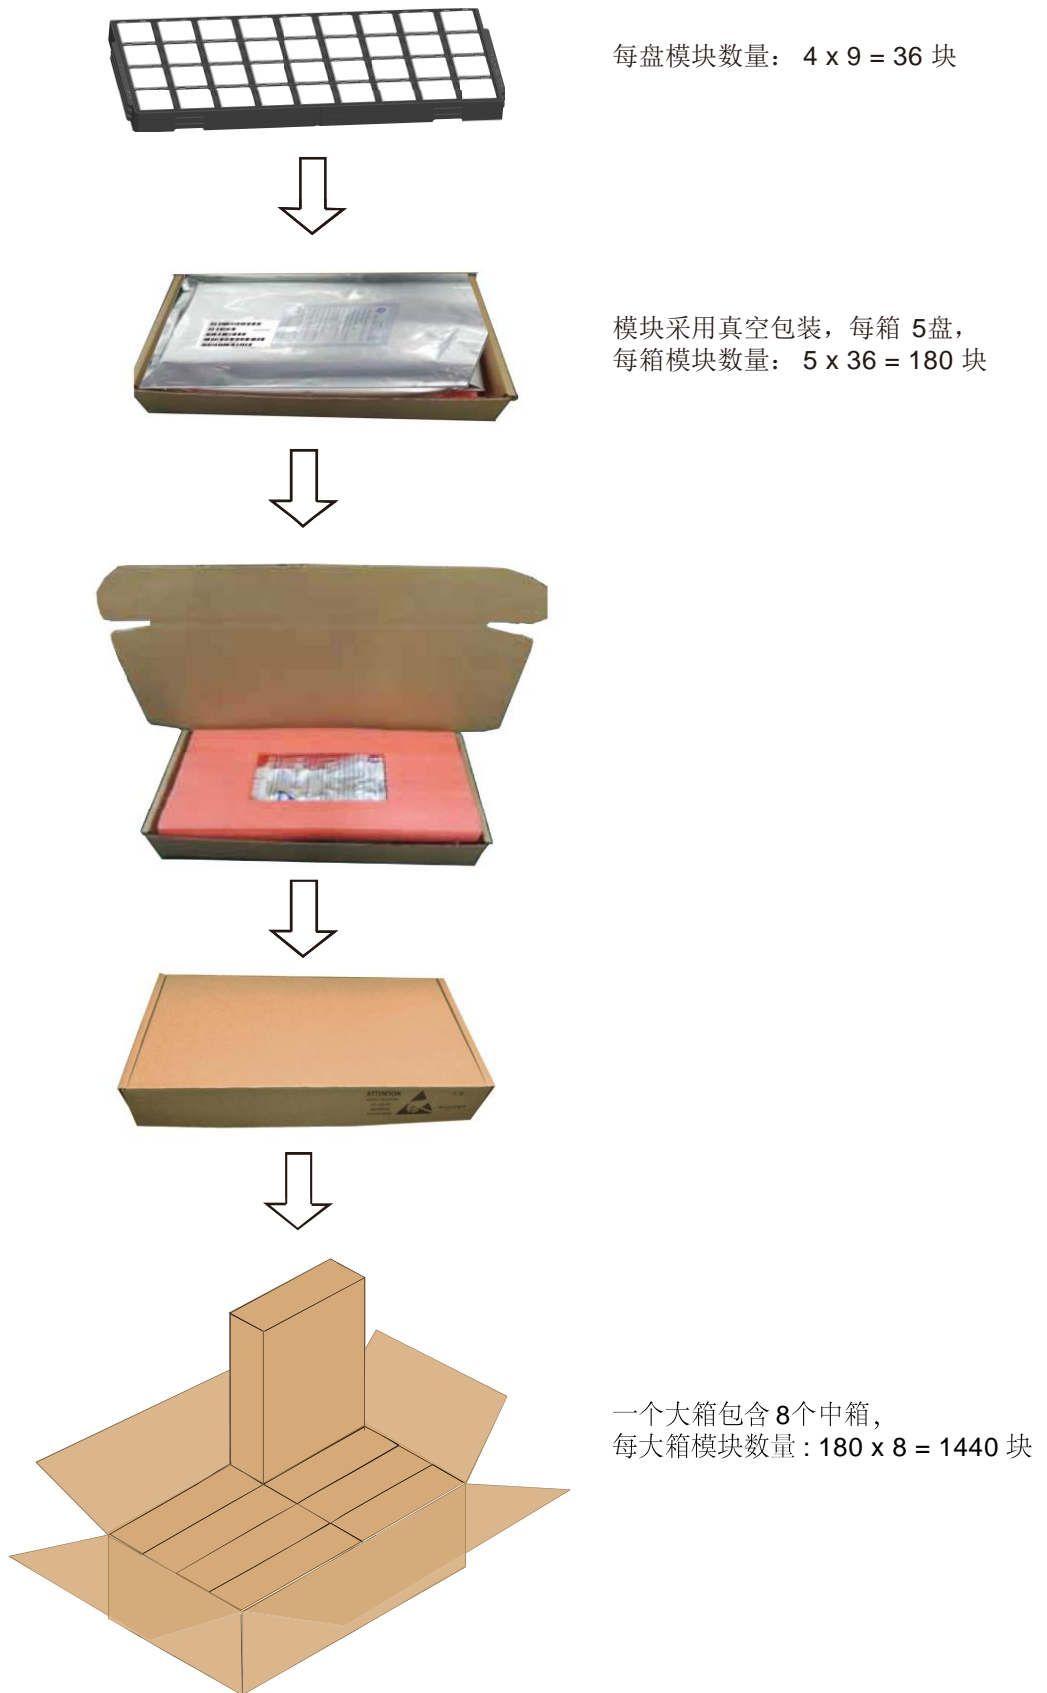 每盘模块数量： 4 x 9 = 36 块
模块采用真空包装，每箱 5盘，
每箱模块数量： 5 x 36 = 180 块
ATTENTION
一个大箱包含 8个中箱，
每大箱模块数量 : 180 x 8 = 1440 块